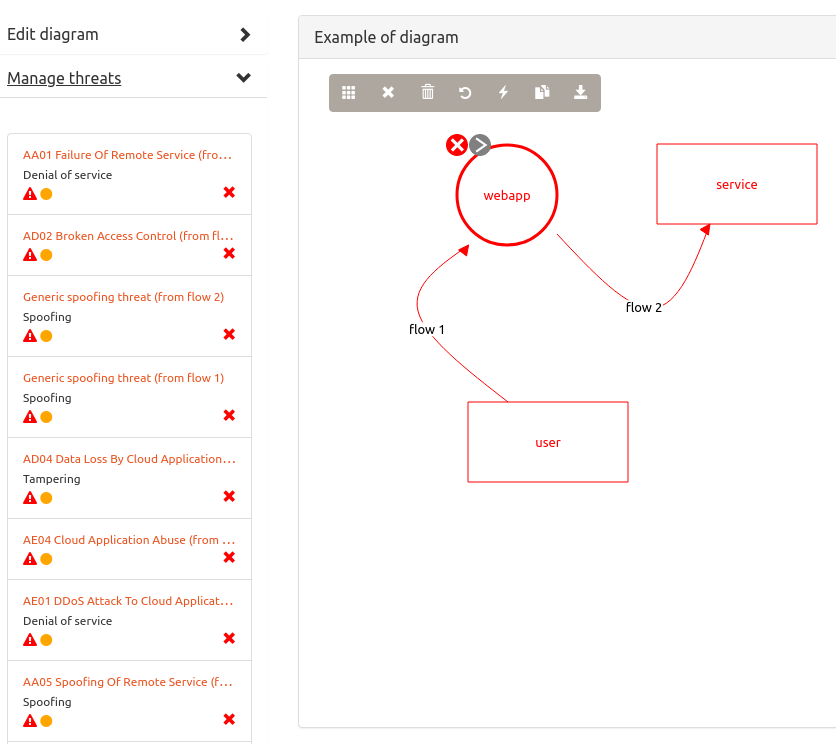 Edit diagram
Manage threats
AA01 Failure Of Remote Service (fro...
Denial of service
AD02 Broken Access Control (from fl...
Generic spoofing threat (from flow 2)
Spoofing
Generic spoofing threat (from flow 1)
Spoofing
AD04 Data Loss By Cloud Application...
Tampering
AE04 Cloud Application Abuse (from ...
AE01 DDoS Attack To Cloud Applicat...
Denial of service
AA05 Spoofing Of Remote Service (f...
Spoofing
Example of diagram
webapp
service
flow 2
flow 1
user